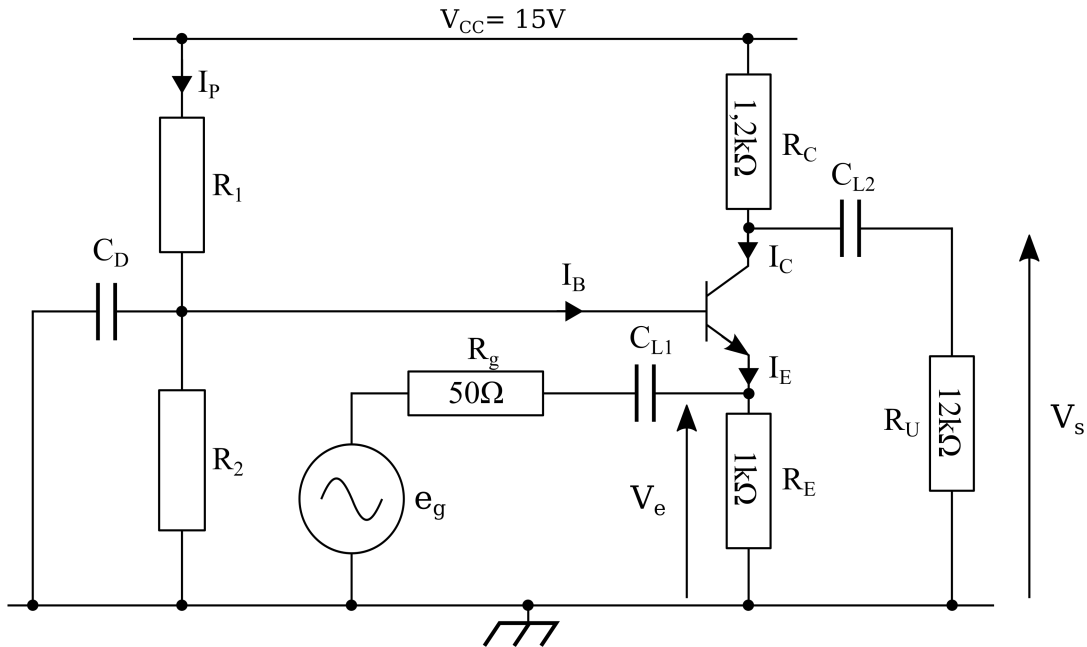 V_CC= 15V
I_P
1,2kΩ
R_C
R_1
C_L2
C_D
I_C
I_B
C_L1
R_g
I_E
50Ω
12kΩ
R_U
V_s
R_2
1kΩ
R_E
V_e
e_g